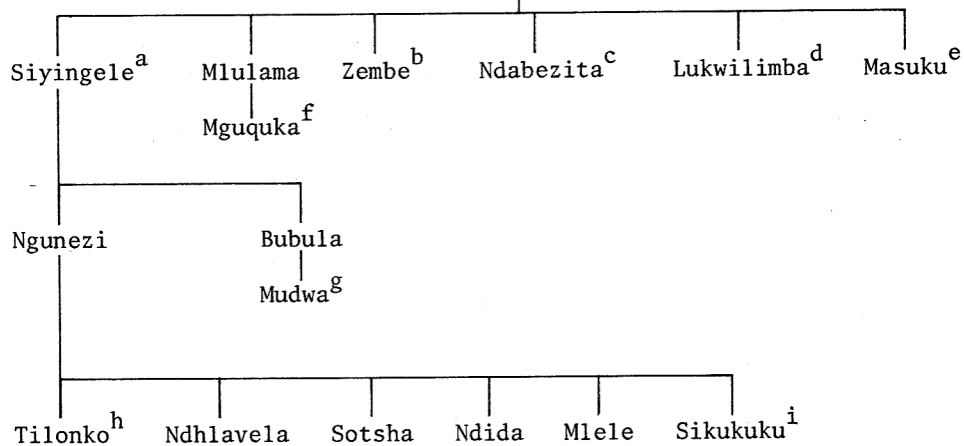 Siyingele^a Mlulama Zembe^b Ndabezita^c Lukwilimba^d Masuku^e
Mguquka^f
Ngunezi Bubula
Mudwa^g
Tilonko^h Ndhlavela Sotsha Ndida Mlele Sikukuku^i